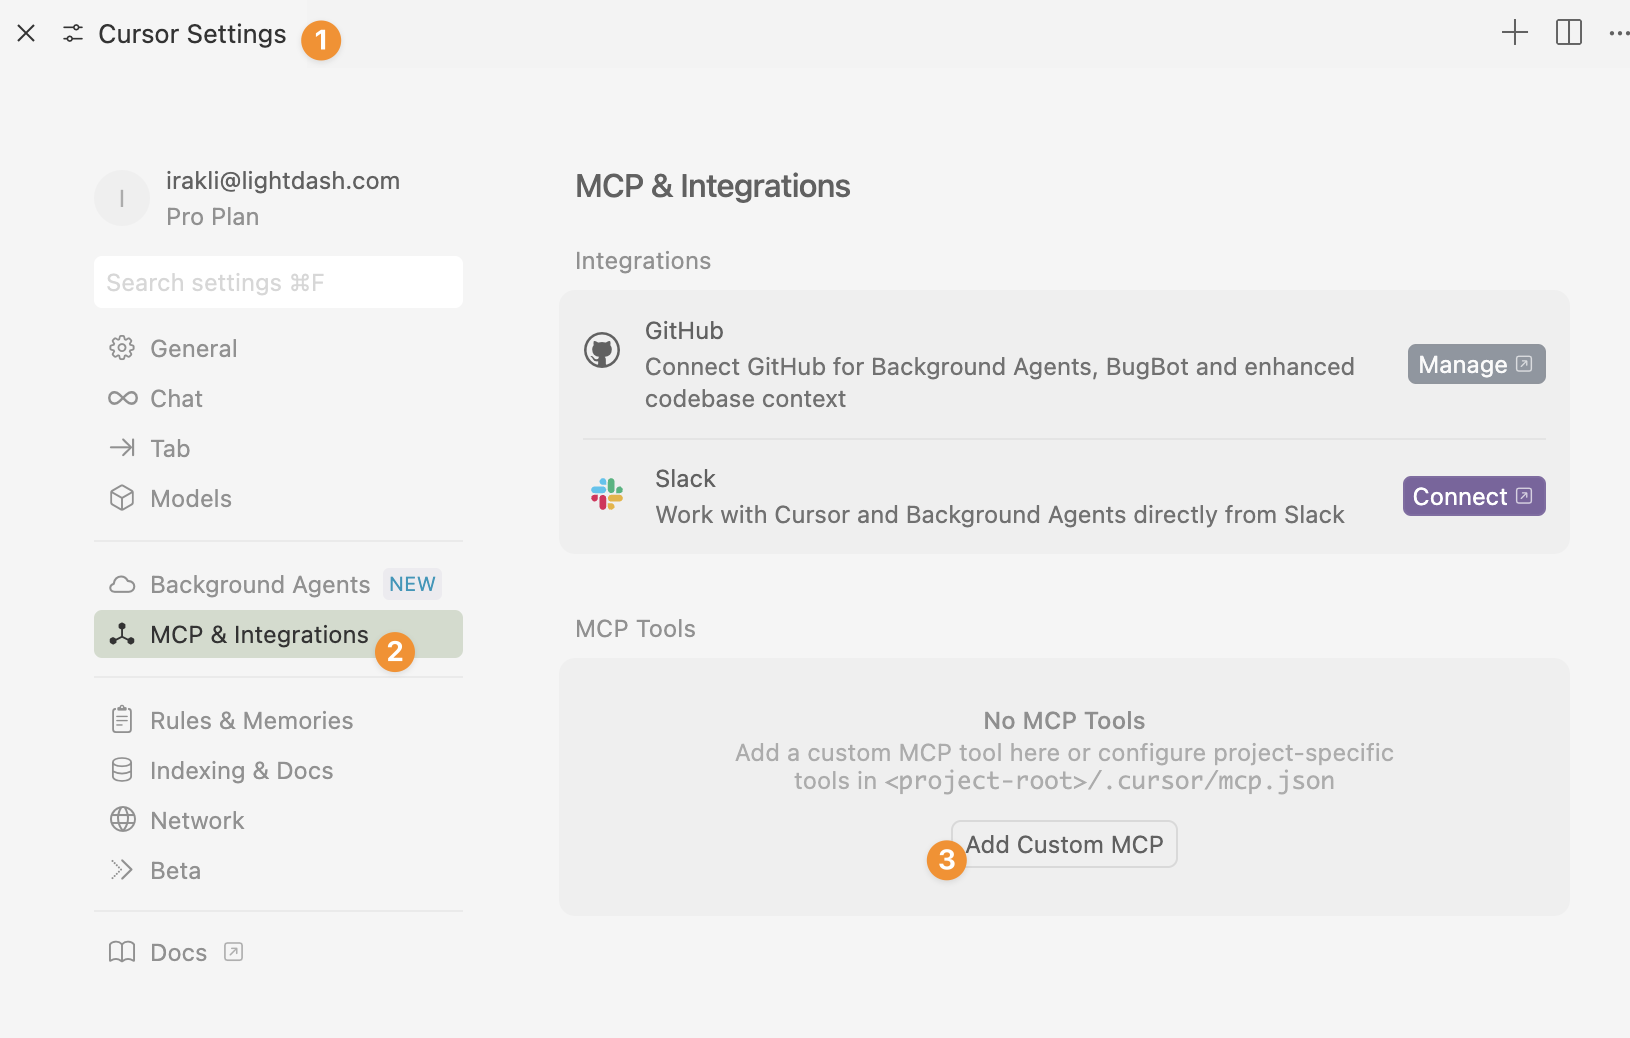 Cursor Settings 1
I
irakli@lightdash.com
Pro Plan
Search settings ⌘F
General
Chat
Tab
Models
Background Agents NEW
MCP & Integrations 2
Rules & Memories
Indexing & Docs
Network
Beta
Docs
MCP & Integrations
Integrations
GitHub
Connect GitHub for Background Agents, BugBot and enhanced
codebase context
Manage
Slack
Work with Cursor and Background Agents directly from Slack
Connect
MCP Tools
No MCP Tools
Add a custom MCP tool here or configure project-specific
tools in <project-root>/.cursor/mcp.json
3 Add Custom MCP